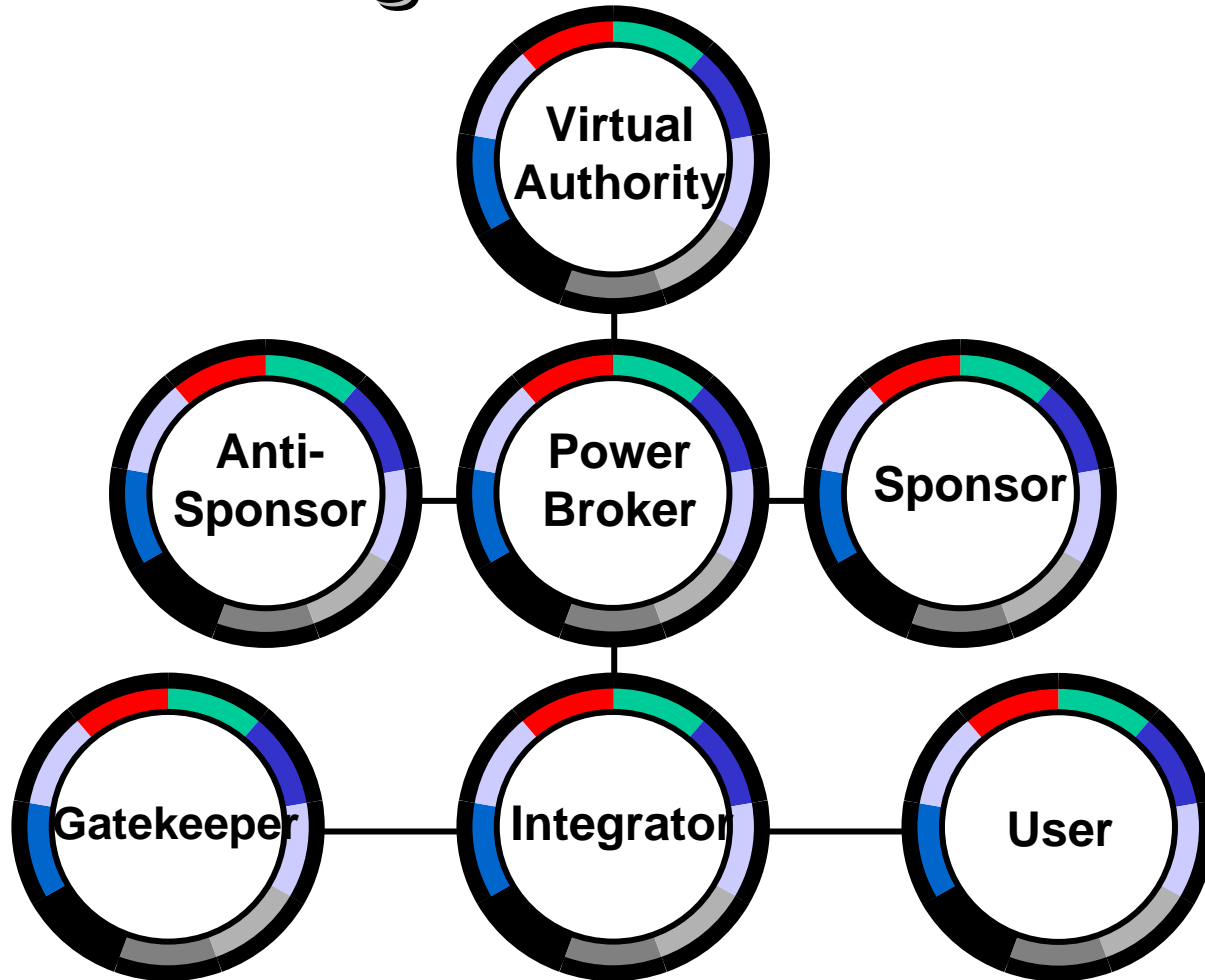 Virtual
Authority
Anti-
Sponsor
Power
Broker
Sponsor
Gatekeeper
Integrator
User